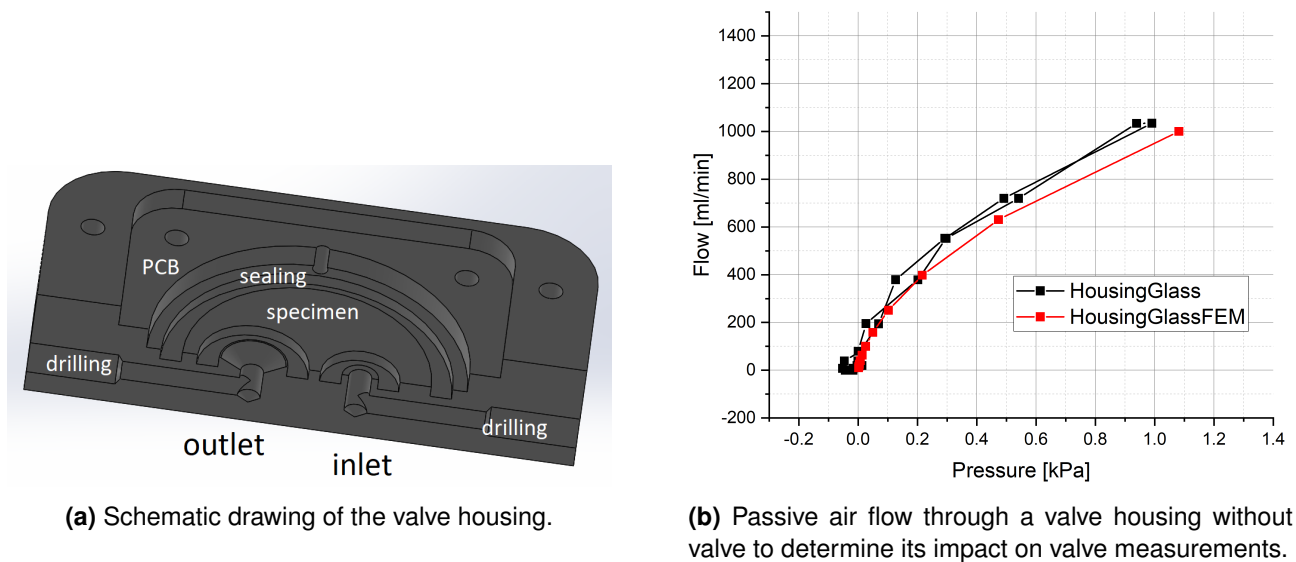 PCB
sealing
specimen
drilling
drilling
outlet
inlet
(a) Schematic drawing of the valve housing.
1400
1200
1000
800
600
400
200
0
-200
Flow [ml/min]
HousingGlass
HousingGlassFEM
-0.2 0.0 0.2 0.4 0.6 0.8 1.0 1.2 1.4
Pressure [kPa]
(b) Passive air flow through a valve housing without
valve to determine its impact on valve measurements.